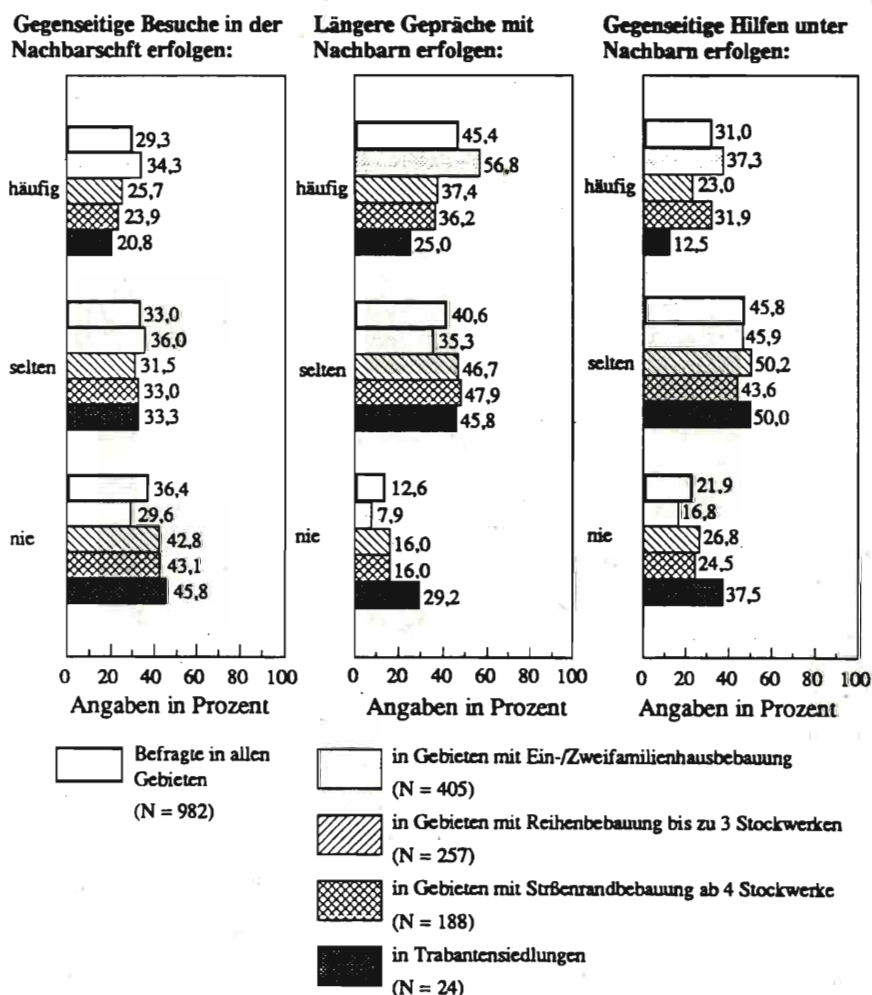 Gegenseitige Besuche in der
Nachbarschft erfolgen:
häufig
29,3
34,3
25,7
23,9
20,8
selten
33,0
36,0
31,5
33,0
33,3
nie
36,4
29,6
42,8
43,1
45,8
0 20 40 60 80 100
Angaben in Prozent
Längere Gepräche mit
Nachbarn erfolgen:
häufig
45,4
56,8
37,4
36,2
25,0
selten
40,6
35,3
46,7
47,9
45,8
nie
12,6
7,9
16,0
16,0
29,2
0 20 40 60 80 100
Angaben in Prozent
Gegenseitige Hilfen unter
Nachbarn erfolgen:
häufig
31,0
37,3
23,0
31,9
12,5
selten
45,8
45,9
50,2
43,6
50,0
nie
21,9
16,8
26,8
24,5
37,5
0 20 40 60 80 100
Angaben in Prozent
Befragte in allen
Gebieten
(N = 982)
in Gebieten mit Ein-/Zweifamilienhausbebauung
(N = 405)
in Gebieten mit Reihenbebauung bis zu 3 Stockwerken
(N = 257)
in Gebieten mit Strßenrandbebauung ab 4 Stockwerke
(N = 188)
in Trabantensiedlungen
(N = 24)